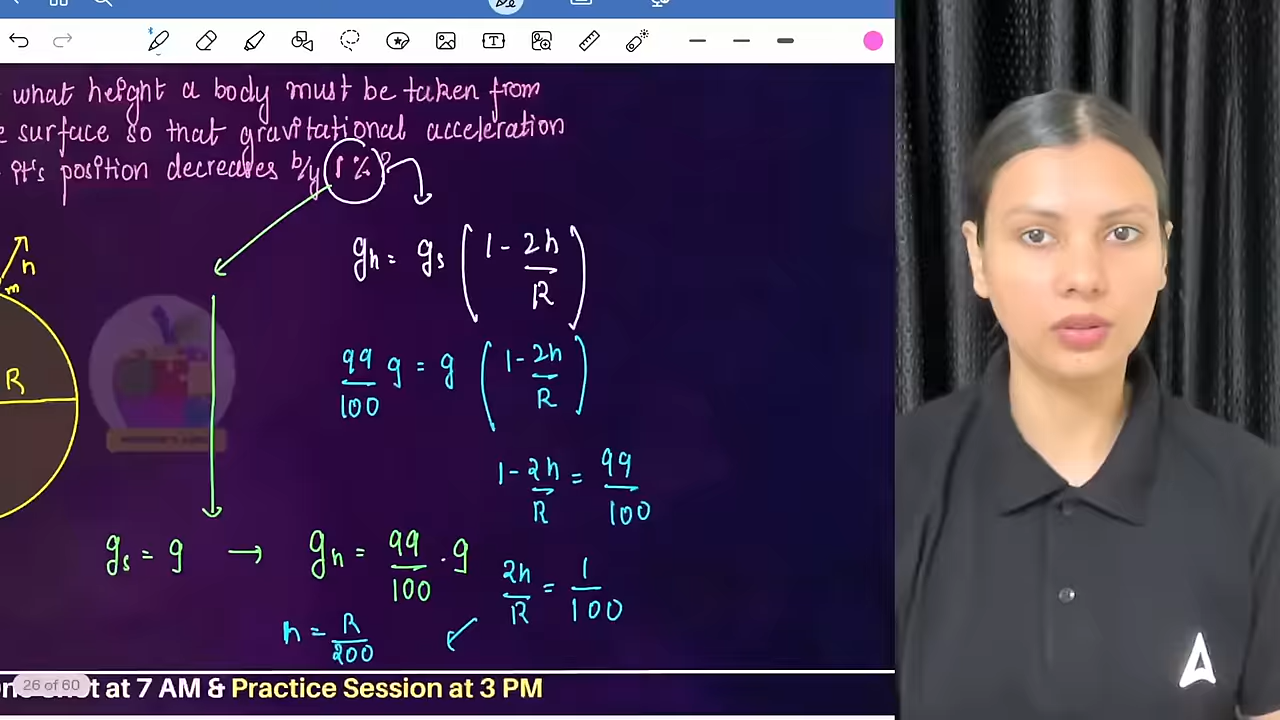 what height a body must be taken from
e surface so that gravitational acceleration
it's position decreases by 1%?
h
m
R
gₕ = gₛ (1 - 2h/R)
99/100 g = g (1 - 2h/R)
1 - 2h/R = 99/100
gₛ = g → gₕ = 99/100 · g
2h/R = 1/100
h = R/200
26 of 60
at 7 AM & Practice Session at 3 PM